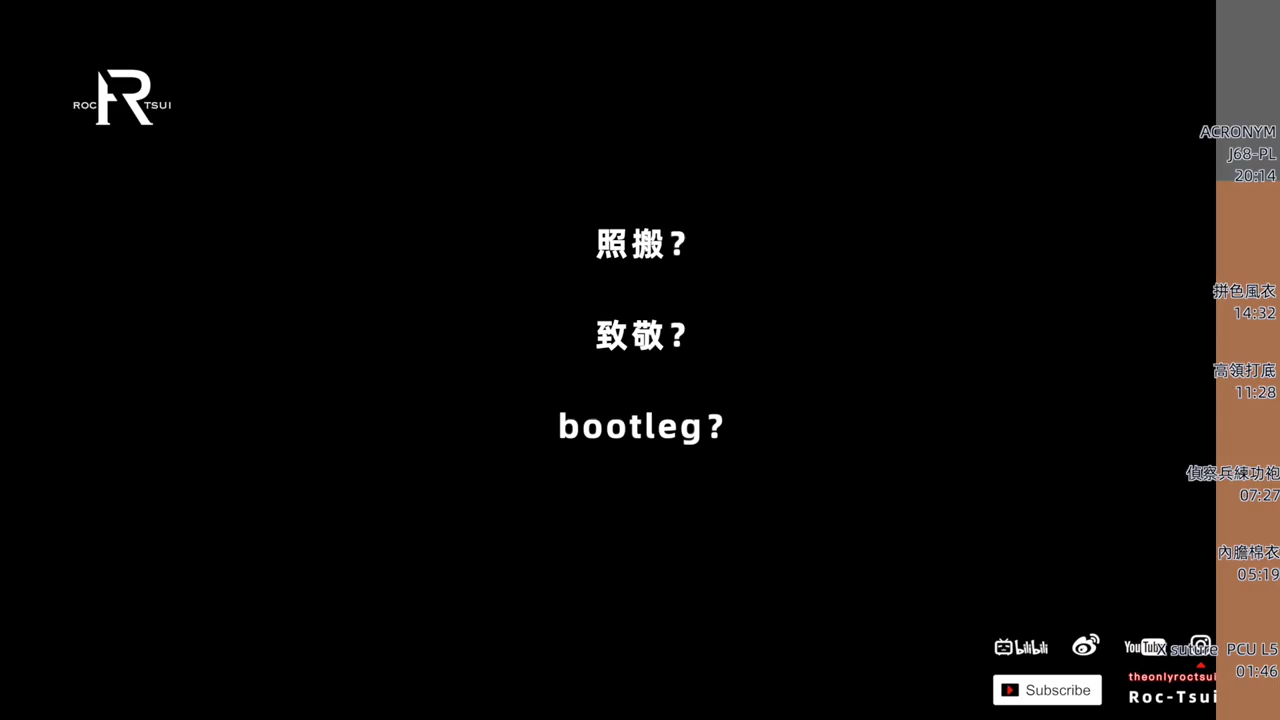 ROC R TSUI
照搬？
致敬？
bootleg？
ACRONYM
J68-PL
20:14
拼色風衣
14:32
高領打底
11:28
偵察兵練功袍
07:27
內膽棉衣
05:19
X suture PCU L5
01:46
bilibili
YouTube
theonlyroctsui
Subscribe
Roc-Tsui